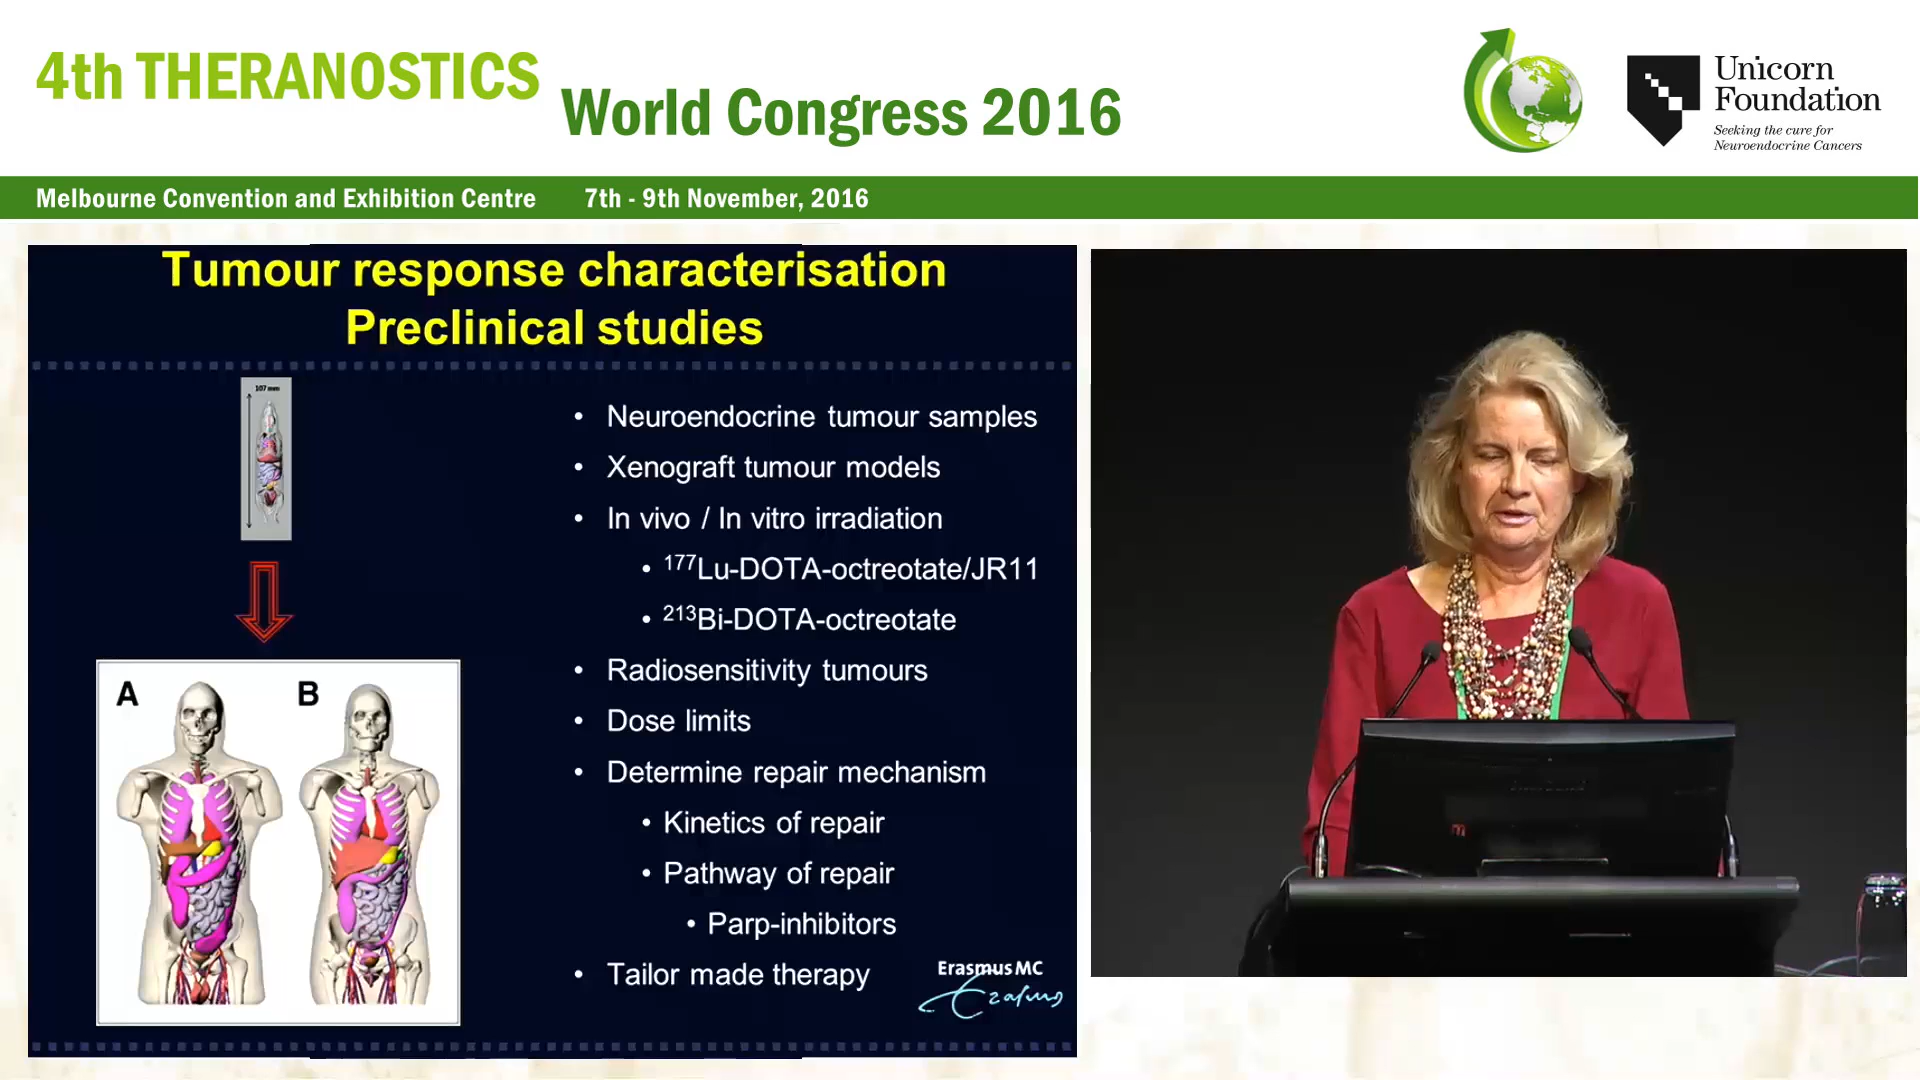 4th THERANOSTICS
World Congress 2016
Unicorn
Foundation
Seeking the cure for
Neuroendocrine Cancers
Melbourne Convention and Exhibition Centre 7th - 9th November, 2016
Tumour response characterisation
Preclinical studies
107 mm
A B
• Neuroendocrine tumour samples
• Xenograft tumour models
• In vivo / In vitro irradiation
• ¹⁷⁷Lu-DOTA-octreotate/JR11
• ²¹³Bi-DOTA-octreotate
• Radiosensitivity tumours
• Dose limits
• Determine repair mechanism
• Kinetics of repair
• Pathway of repair
• Parp-inhibitors
• Tailor made therapy
Erasmus MC
Erasmus